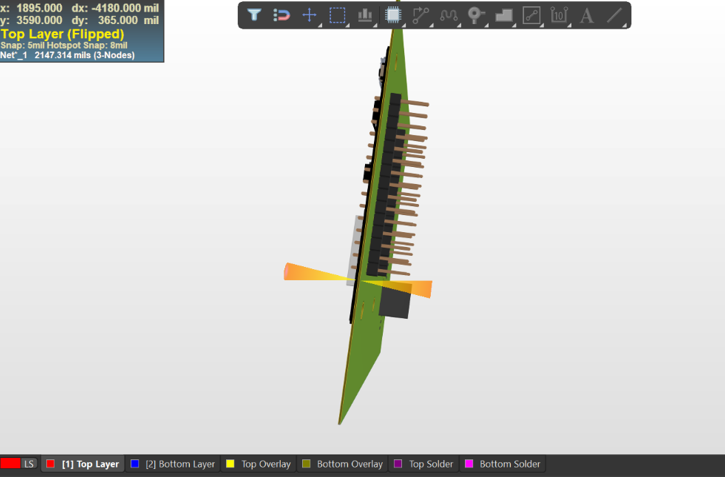 x: 1895.000 dx: -4180.000 mil
y: 3590.000 dy: 365.000 mil
Top Layer (Flipped)
Snap: 5mil Hotspot Snap: 8mil
Net'_1 2147.314 mils (3-Nodes)
10
A
LS [1] Top Layer [2] Bottom Layer Top Overlay Bottom Overlay Top Solder Bottom Solder